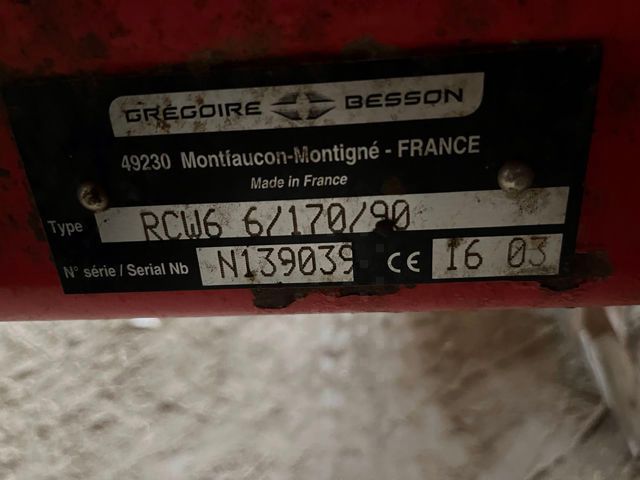 GRÉGOIRE BESSON
49230 Montfaucon-Montigné - FRANCE
Made in France
Type RCW6 6/170/90
N° série / Serial Nb N139039 CE 16 03